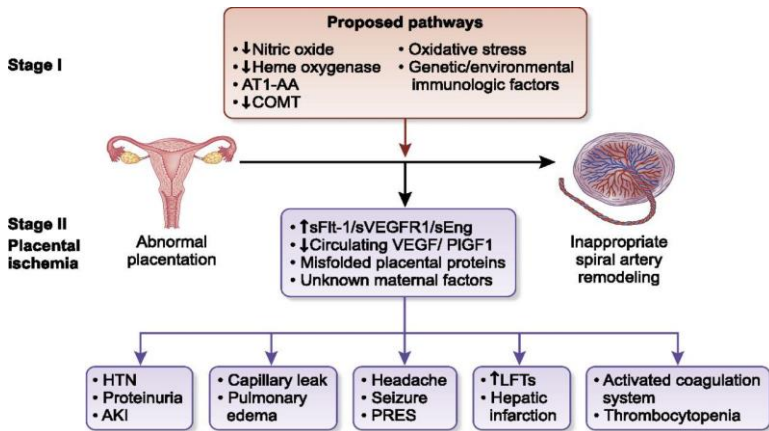 Proposed pathways
Stage I
• ↓Nitric oxide
• ↓Heme oxygenase
• AT1-AA
• ↓COMT
• Oxidative stress
• Genetic/environmental
immunologic factors
Stage II
Placental
ischemia
Abnormal
placentation
• ↑sFlt-1/sVEGFR1/sEng
• ↓Circulating VEGF/ PlGF1
• Misfolded placental proteins
• Unknown maternal factors
Inappropriate
spiral artery
remodeling
• HTN
• Proteinuria
• AKI
• Capillary leak
• Pulmonary
edema
• Headache
• Seizure
• PRES
• ↑LFTs
• Hepatic
infarction
• Activated coagulation
system
• Thrombocytopenia